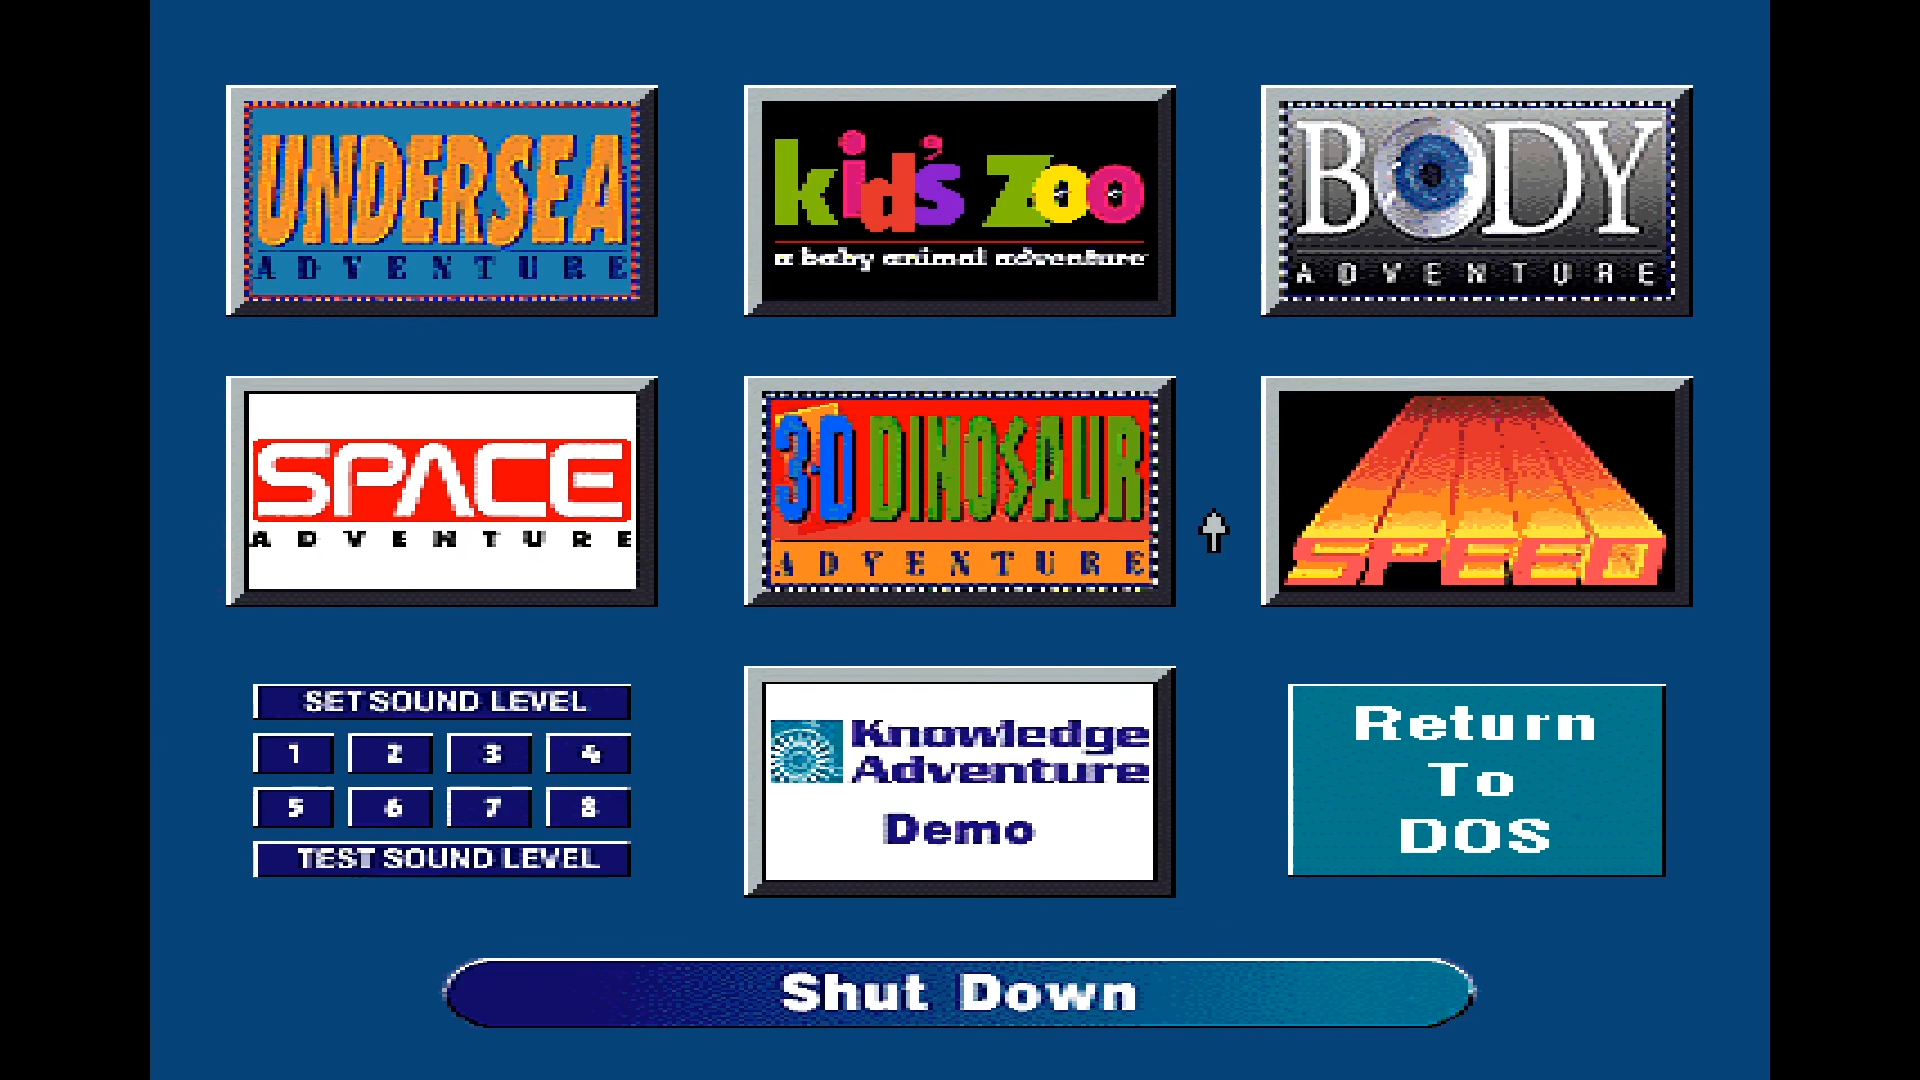 UNDERSEA
ADVENTURE
kid's zoo
a baby animal adventure
BODY
ADVENTURE
SPACE
ADVENTURE
3-D DINOSAUR
ADVENTURE
SPEED
SET SOUND LEVEL
1 2 3 4
5 6 7 8
TEST SOUND LEVEL
Knowledge
Adventure
Demo
Return
To
DOS
Shut Down